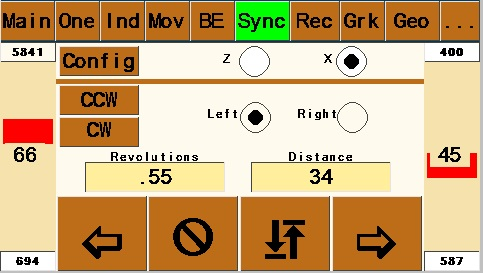 Main One Ind Mov BE Sync Rec Grk Geo ...
5841 400
Config Z X
CCW
Left Right
CW
66 45
Revolutions Distance
.55 34
694 587